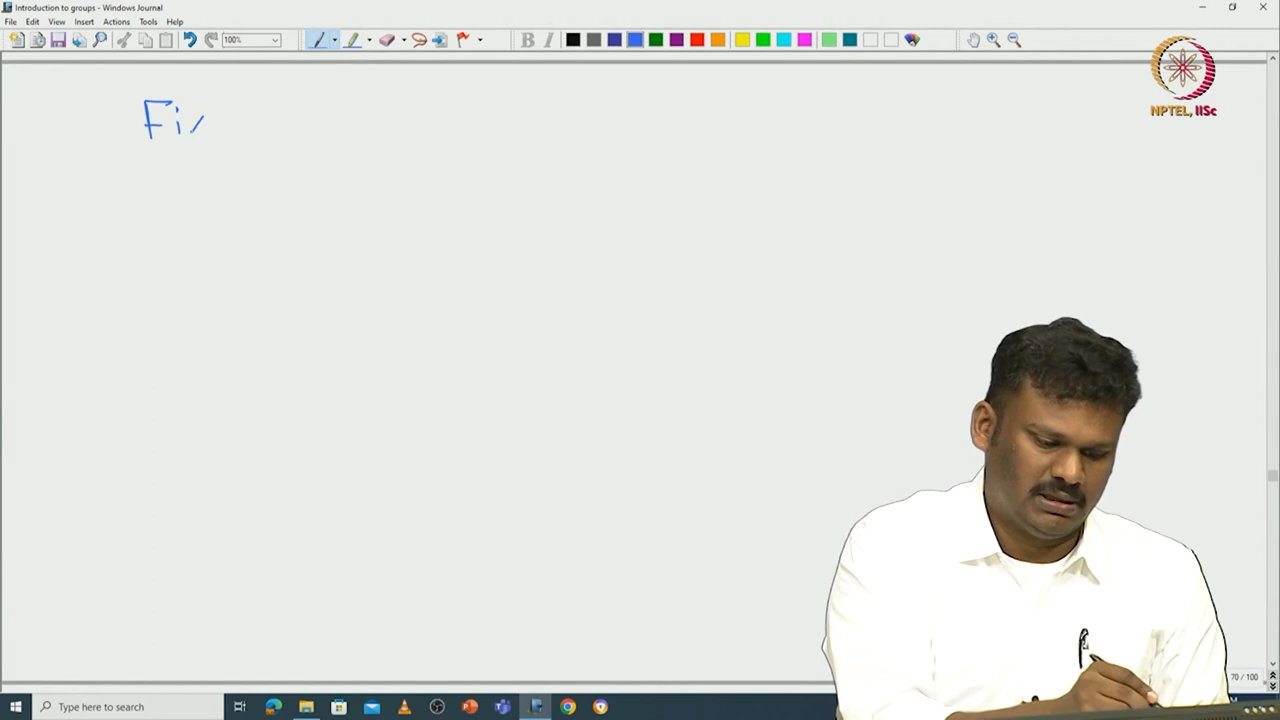 Introduction to groups - Windows Journal
File Edit View Insert Actions Tools Help
100% B I
NPTEL, IISc
Fi
70 / 100
Type here to search